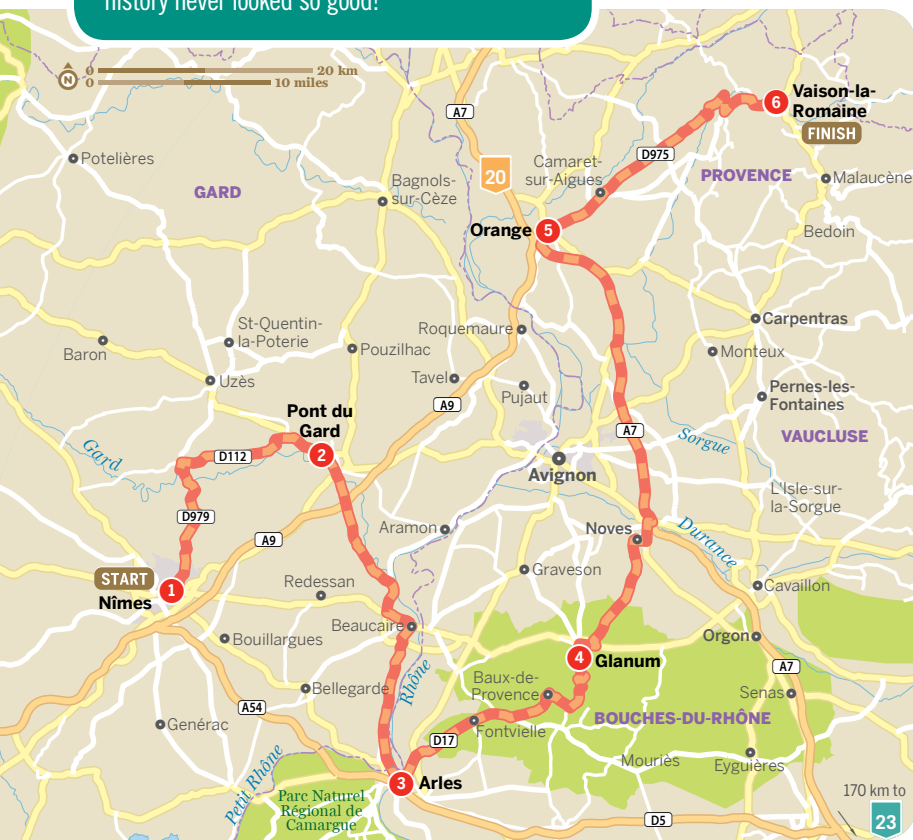 history never looked so good!
0 20 km
0 10 miles
N
A7
6
Vaison-la-
Romaine
FINISH
D975
Potelières
Camaret-
sur-Aigues
20
PROVENCE
Malaucène
GARD
Bagnols-
sur-Cèze
Orange
5
Bedoin
St-Quentin-
la-Poterie
Roquemaure
Carpentras
Baron
Pouzilhac
Monteux
Uzès
Tavel
Pujaut
Pernes-les-
Fontaines
A9
Pont du
Gard
2
A7
Sorgue
VAUCLUSE
Gard
D112
Avignon
L'Isle-sur-
la-Sorgue
D979
Aramon
Noves
Durance
A9
START
1
Nîmes
Redessan
Graveson
Cavaillon
Beaucaire
Bouillargues
Orgon
4
Glanum
A7
Bellegarde
Rhône
Baux-de-
Provence
Senas
A54
BOUCHES-DU-RHÔNE
Genérac
D17
Fontvielle
Mouriès
Eyguières
Petit Rhône
3
Arles
Parc Naturel
Régional de
Camargue
170 km to
23
D5